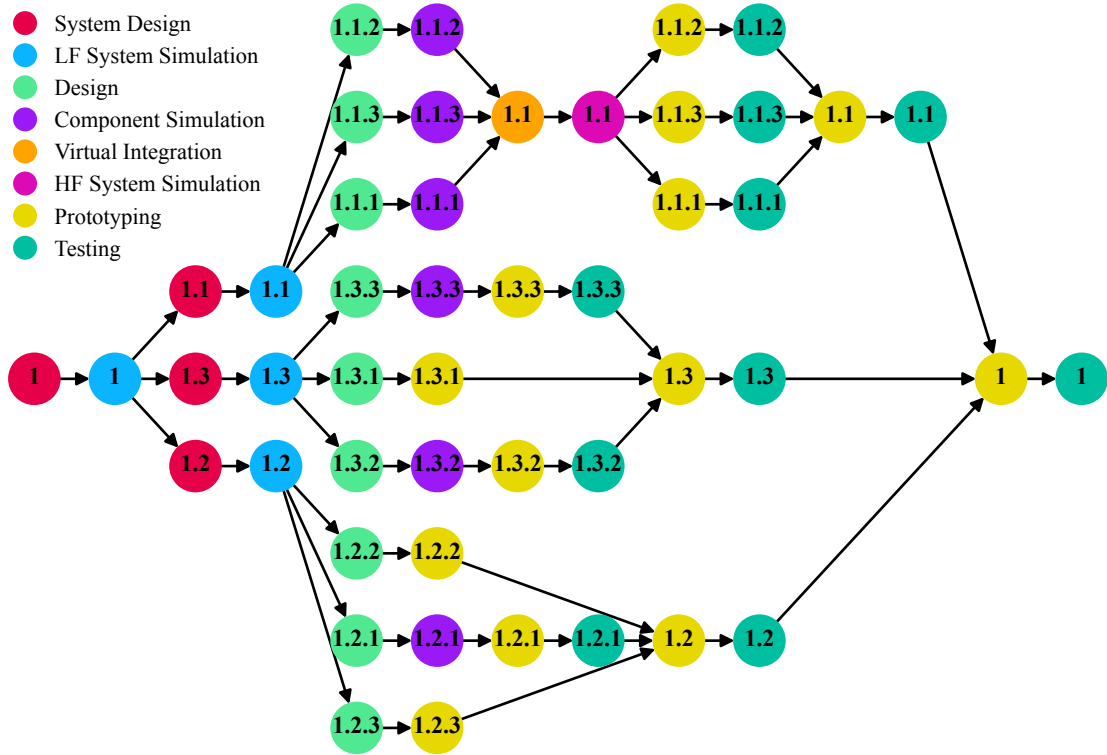 System Design
LF System Simulation
Design
Component Simulation
Virtual Integration
HF System Simulation
Prototyping
Testing
1.1.2 1.1.2 1.1.2 1.1.2
1.1.3 1.1.3 1.1 1.1 1.1.3 1.1.3 1.1 1.1
1.1.1 1.1.1 1.1.1 1.1.1
1.1 1.1 1.3.3 1.3.3 1.3.3 1.3.3
1 1 1.3 1.3 1.3.1 1.3.1 1.3 1.3 1 1
1.2 1.2 1.3.2 1.3.2 1.3.2 1.3.2
1.2.2 1.2.2
1.2.1 1.2.1 1.2.1 1.2.1 1.2 1.2
1.2.3 1.2.3